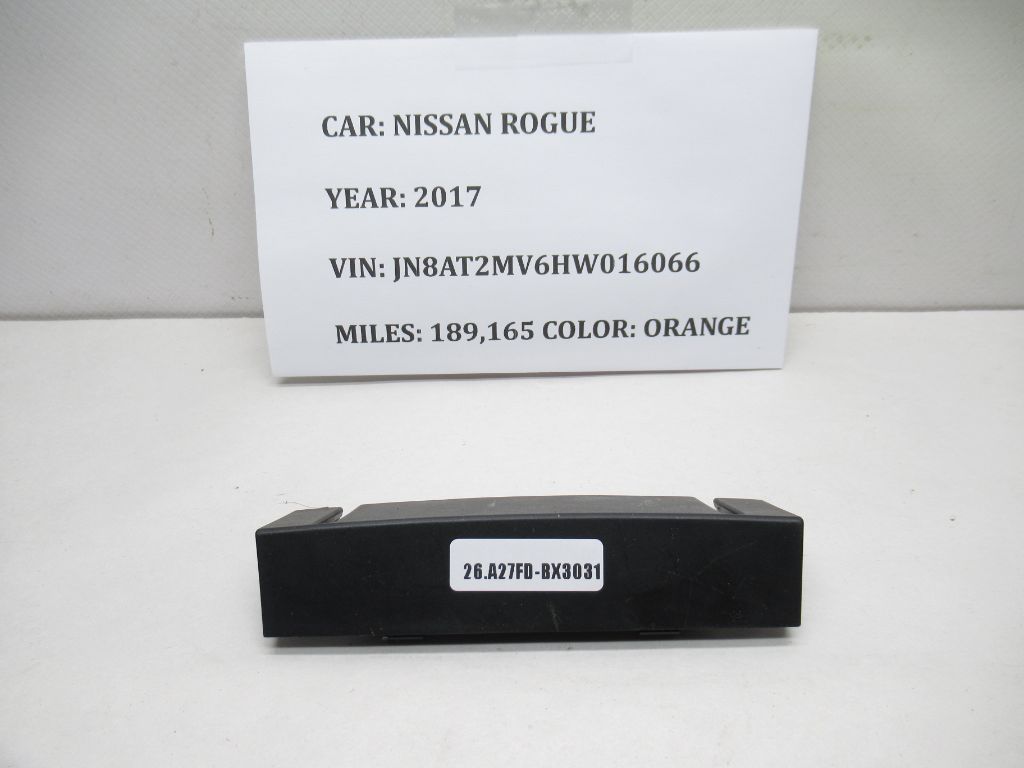 CAR: NISSAN ROGUE
YEAR: 2017
VIN: JN8AT2MV6HW016066
MILES: 189,165 COLOR: ORANGE
26.A27FD-BX3031